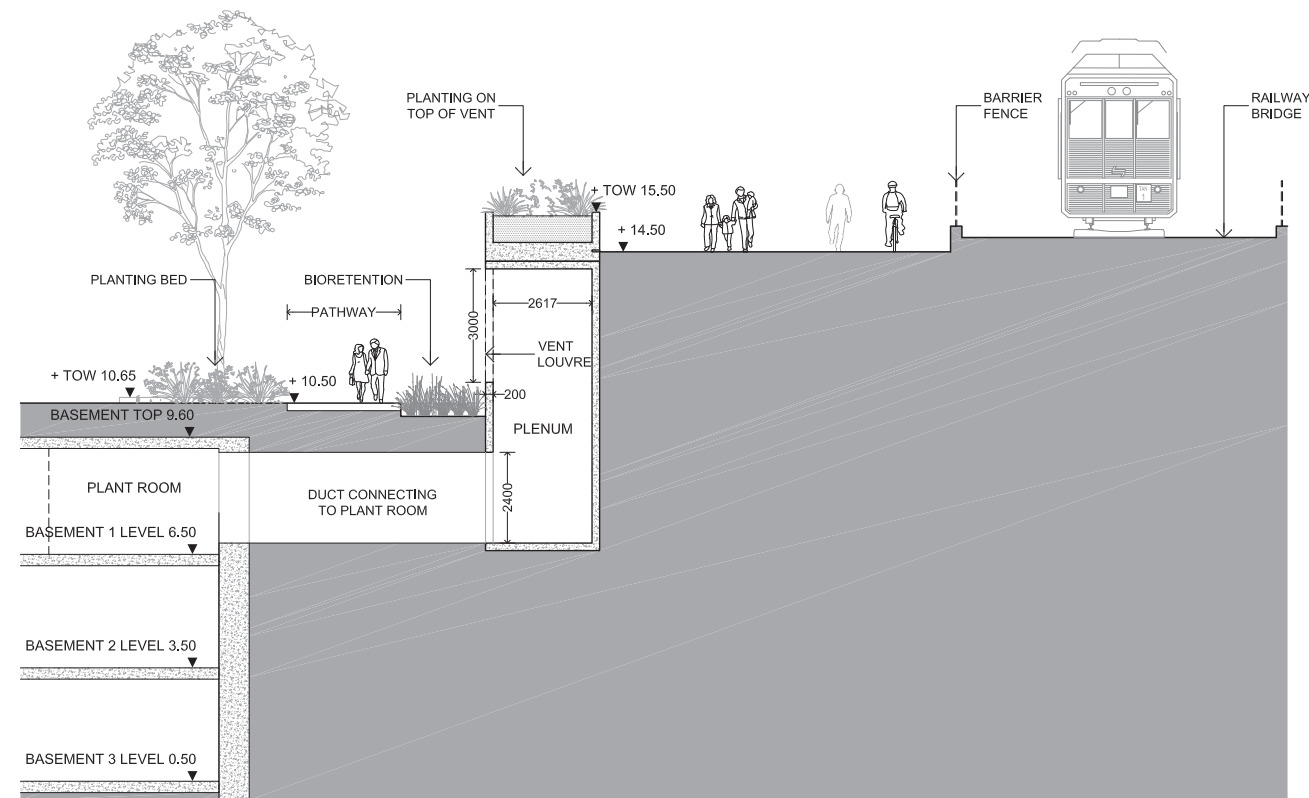 PLANTING ON
TOP OF VENT
BARRIER
FENCE
RAILWAY
BRIDGE
+ TOW 15.50
+ 14.50
PLANTING BED
BIORETENTION
PATHWAY
2617
3000
VENT
LOUVRE
+ TOW 10.65
+ 10.50
200
BASEMENT TOP 9.60
PLENUM
PLANT ROOM
DUCT CONNECTING
TO PLANT ROOM
2400
BASEMENT 1 LEVEL 6.50
BASEMENT 2 LEVEL 3.50
BASEMENT 3 LEVEL 0.50